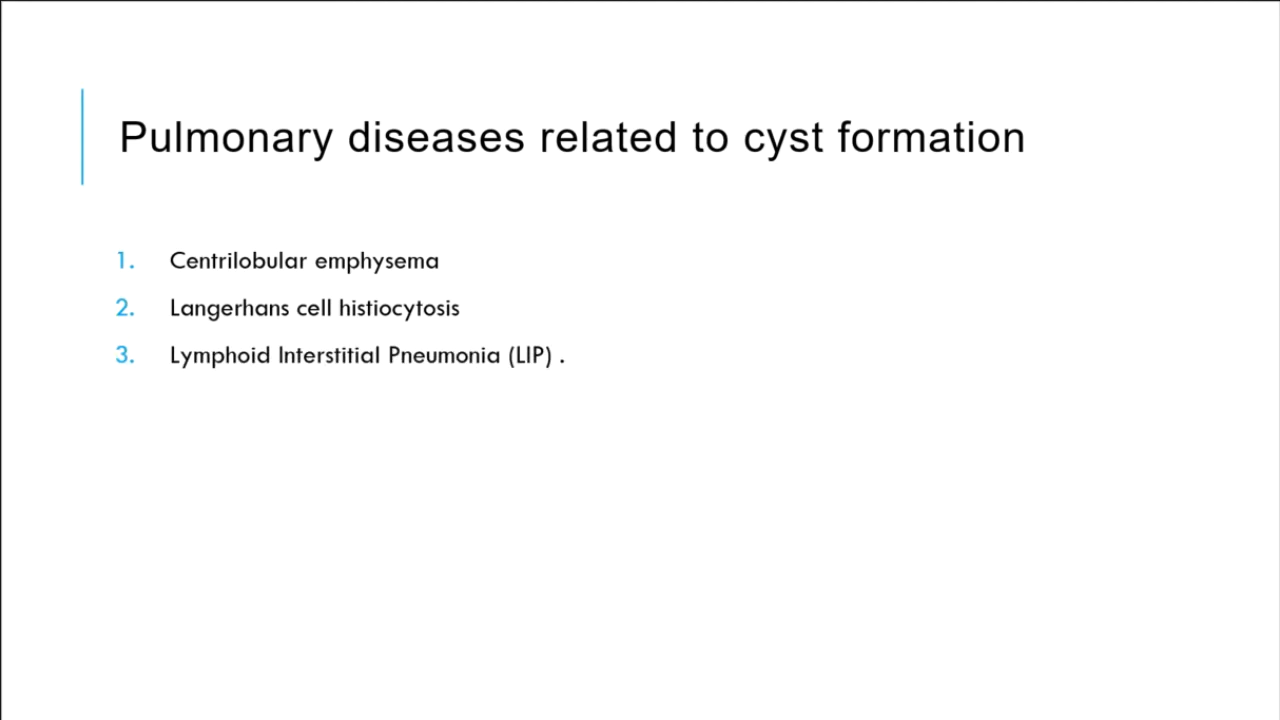 Pulmonary diseases related to cyst formation
1. Centrilobular emphysema
2. Langerhans cell histiocytosis
3. Lymphoid Interstitial Pneumonia (LIP) .